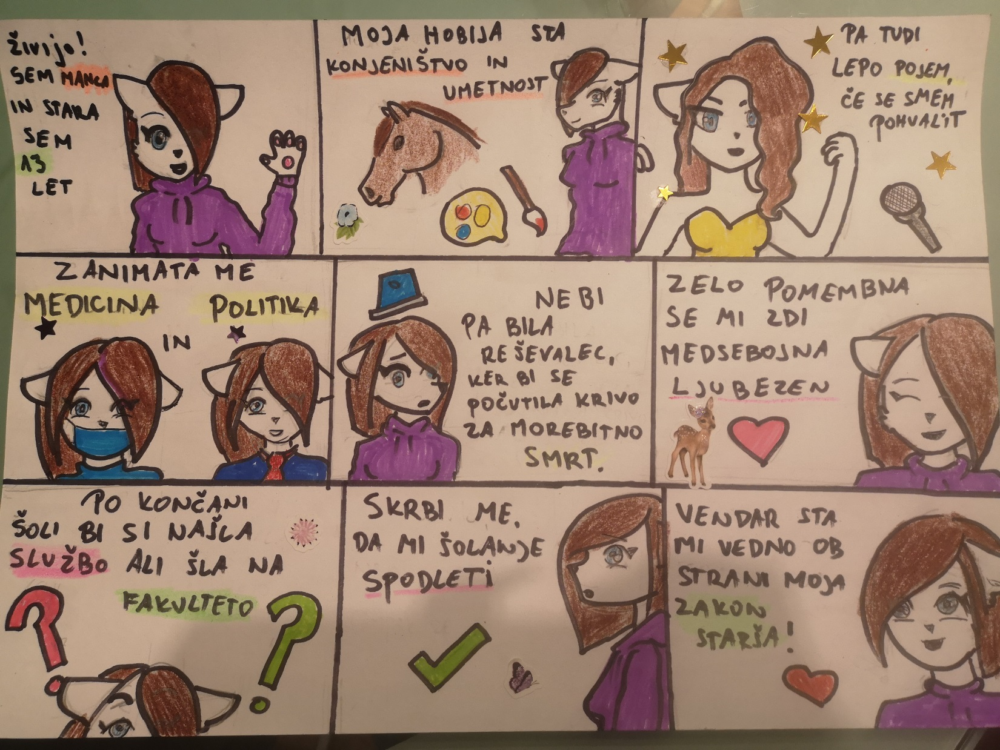 Živijo!
SEM MANCA
IN STARA
SEM
13
LET
MOJA HOBIJA STA
KONJENIŠTVO IN
UMETNOST
PA TUDI
LEPO POJEM,
ČE SE SMEM
POHVALIT
ZANIMATA ME
MEDICINA POLITIKA
IN
NEBI
PA BILA
REŠEVALEC,
KER BI SE
POČUTILA KRIVO
ZA MOREBITNO
SMRT.
ZELO POMEMBNA
SE MI ZDI
MEDSEBOJNA
LJUBEZEN
PO KONČANI
ŠOLI BI SI NAŠLA
SLUŽBO ALI ŠLA NA
FAKULTETO
? ?
SKRBI ME,
DA MI ŠOLANJE
SPODLETI
VENDAR STA
MI VEDNO OB
STRANI MOJA
ZAKON
STARŠA!